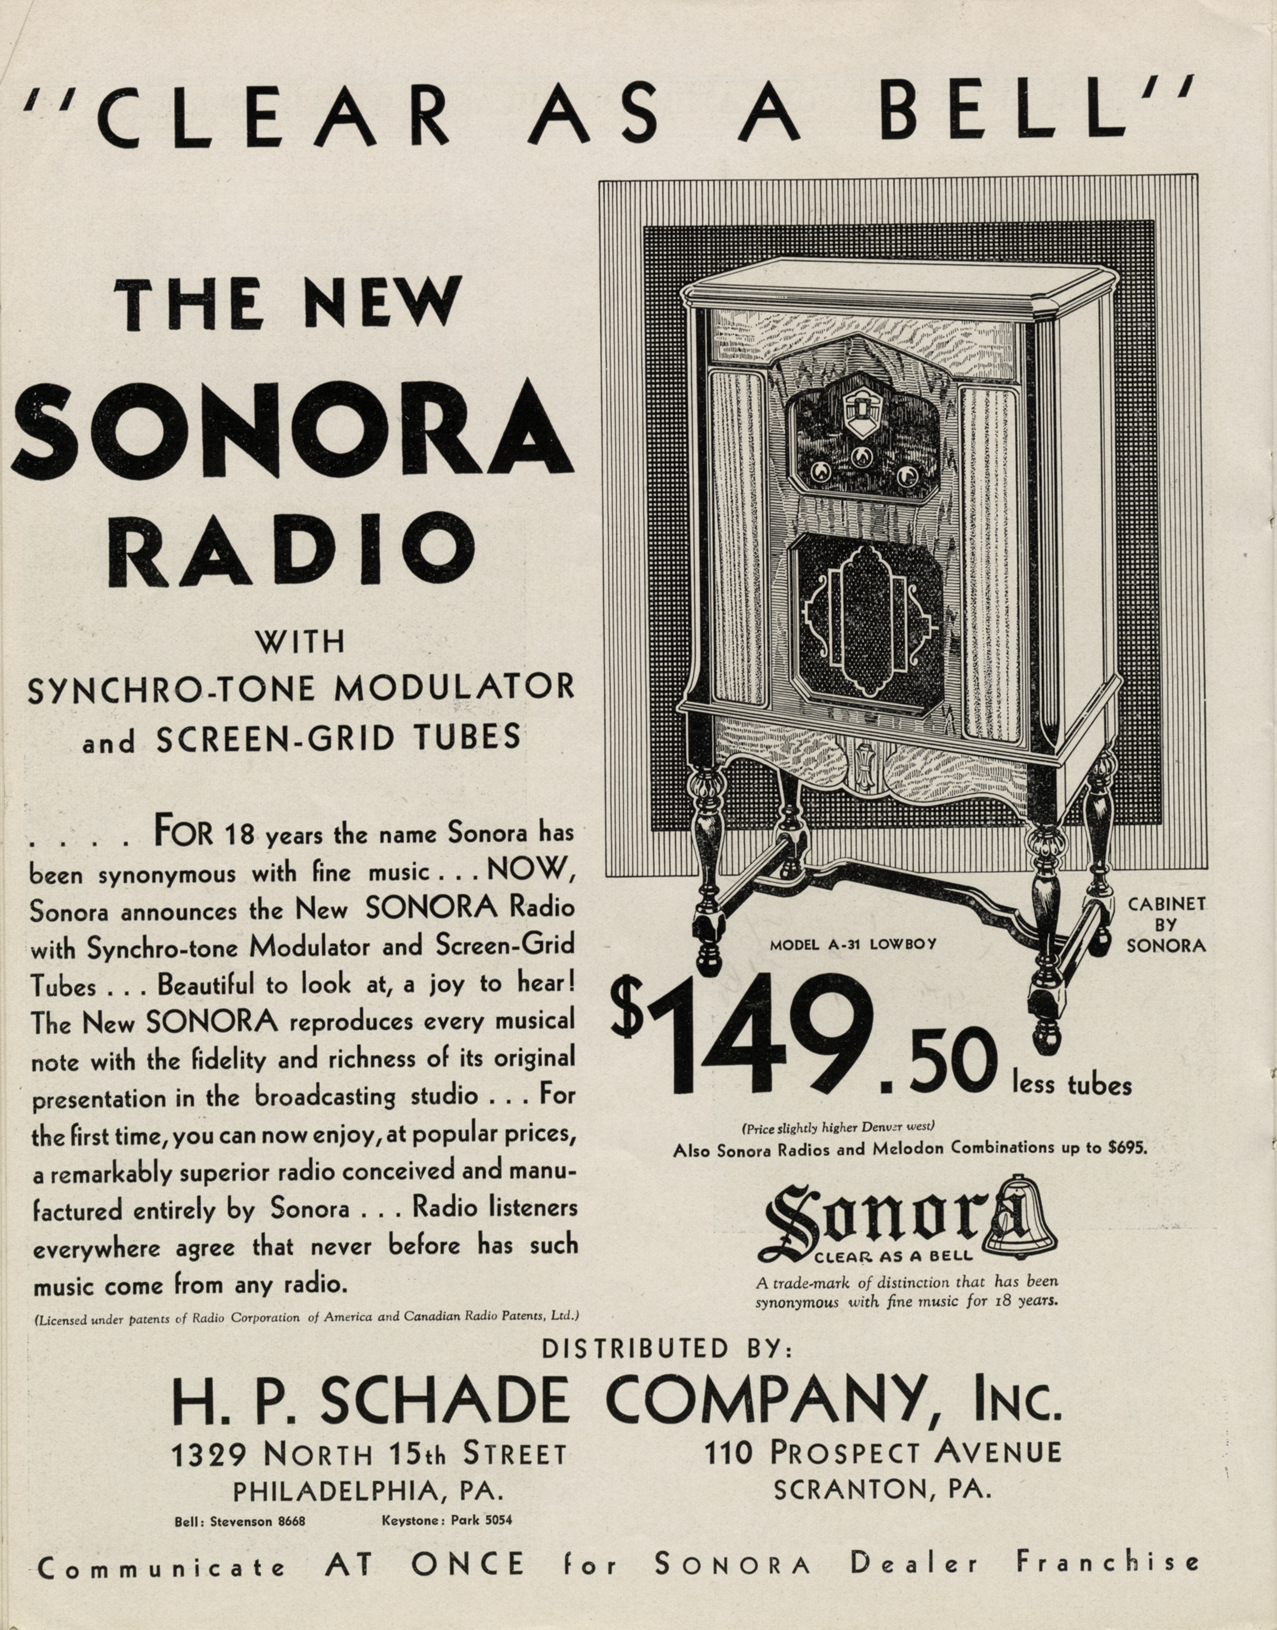 "CLEAR AS A BELL"
THE NEW
SONORA
RADIO
WITH
SYNCHRO-TONE MODULATOR
and SCREEN-GRID TUBES
. . . . FOR 18 years the name Sonora has
been synonymous with fine music . . . NOW,
Sonora announces the New SONORA Radio
with Synchro-tone Modulator and Screen-Grid
Tubes . . . Beautiful to look at, a joy to hear!
The New SONORA reproduces every musical
note with the fidelity and richness of its original
presentation in the broadcasting studio . . . For
the first time, you can now enjoy, at popular prices,
a remarkably superior radio conceived and manu-
factured entirely by Sonora . . . Radio listeners
everywhere agree that never before has such
music come from any radio.
(Licensed under patents of Radio Corporation of America and Canadian Radio Patents, Ltd.)
CABINET
BY
SONORA
MODEL A-31 LOWBOY
$149.50 less tubes
(Price slightly higher Denver west)
Also Sonora Radios and Melodon Combinations up to $695.
Sonora
CLEAR AS A BELL
A trade-mark of distinction that has been
synonymous with fine music for 18 years.
DISTRIBUTED BY:
H. P. SCHADE COMPANY, INC.
1329 NORTH 15th STREET
PHILADELPHIA, PA.
Bell: Stevenson 8668 Keystone: Park 5054
110 PROSPECT AVENUE
SCRANTON, PA.
Communicate AT ONCE for SONORA Dealer Franchise